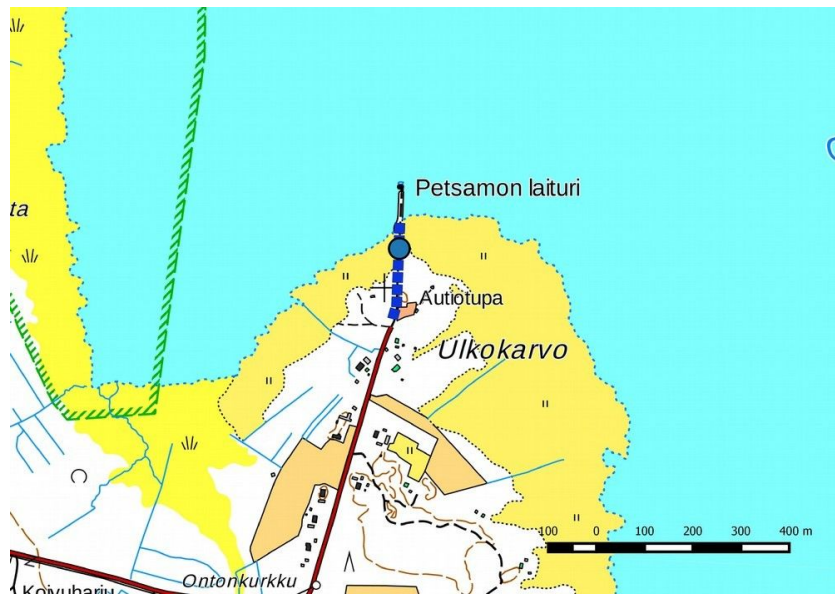 ta
Petsamon laituri
Autiotupa
Ulkokarvo
100 0 100 200 300 400 m
Ontonkurkku
Koivuharju